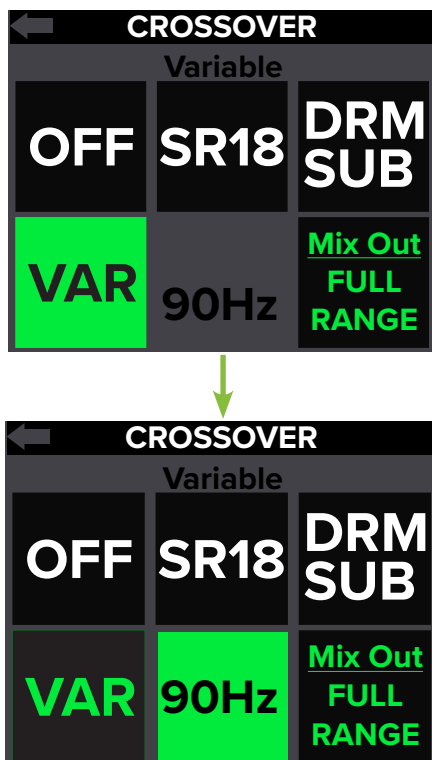 CROSSOVER
Variable
OFF
SR18
DRM
SUB
VAR
90Hz
Mix Out
FULL
RANGE
CROSSOVER
Variable
OFF
SR18
DRM
SUB
VAR
90Hz
Mix Out
FULL
RANGE